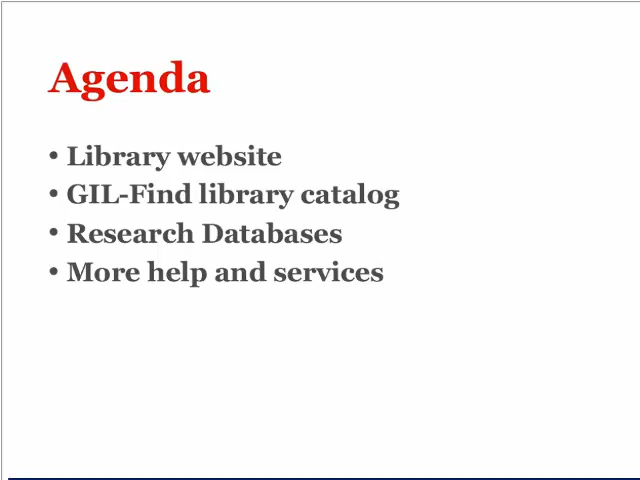 Agenda
• Library website
• GIL-Find library catalog
• Research Databases
• More help and services